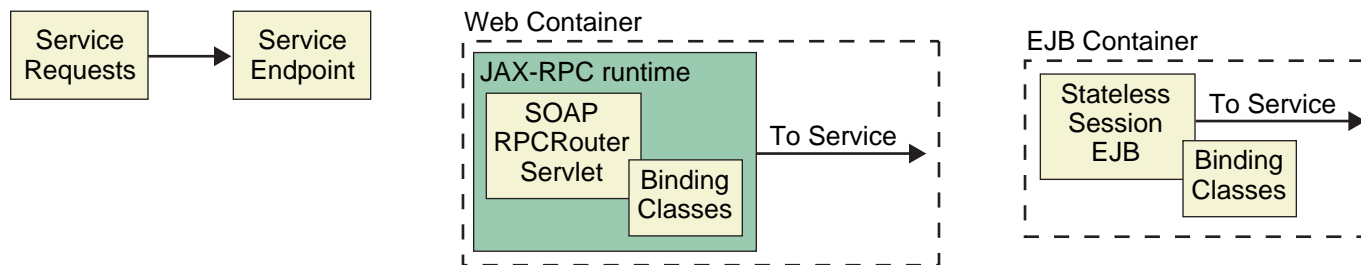 Service
Requests
Service
Endpoint
Web Container
JAX-RPC runtime
SOAP
RPCRouter
Servlet
Binding
Classes
To Service
EJB Container
Stateless
Session
EJB
To Service
Binding
Classes